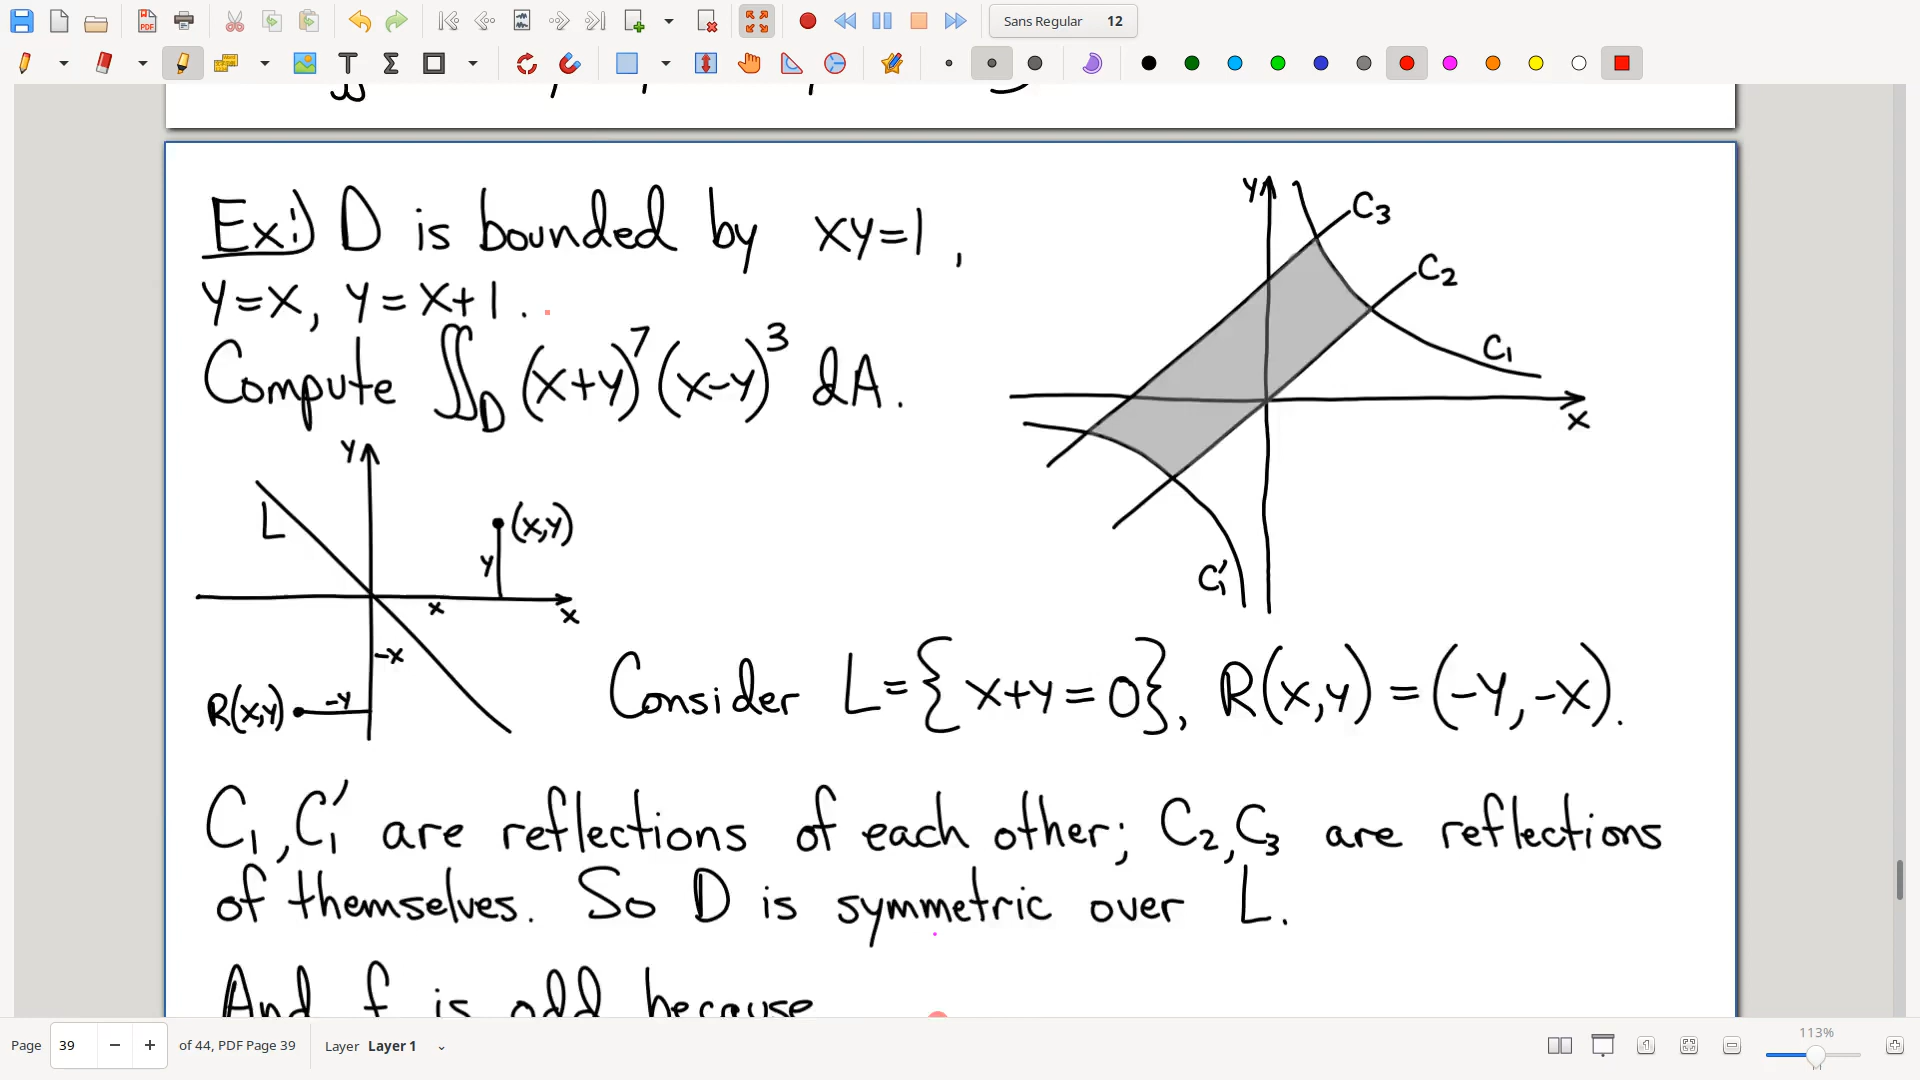 Sans Regular 12
Ex:) D is bounded by xy=1,
y=x, y=x+1.
Compute ∬_D (x+y)^7 (x-y)^3 dA.
y
C3
C2
C1
x
C1'
y
L
(x,y)
y
x
x
-x
R(x,y)
-y
Consider L={x+y=0}, R(x,y)=(-y,-x).
C1,C1' are reflections of each other; C2,C3 are reflections
of themselves. So D is symmetric over L.
And f is odd because
Page 39 of 44, PDF Page 39 Layer Layer 1 113%